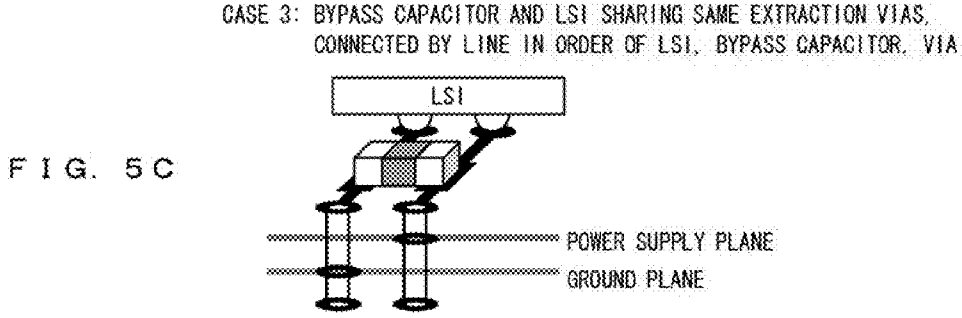 CASE 3: BYPASS CAPACITOR AND LSI SHARING SAME EXTRACTION VIAS,
CONNECTED BY LINE IN ORDER OF LSI, BYPASS CAPACITOR, VIA
LSI
FIG. 5C
POWER SUPPLY PLANE
GROUND PLANE